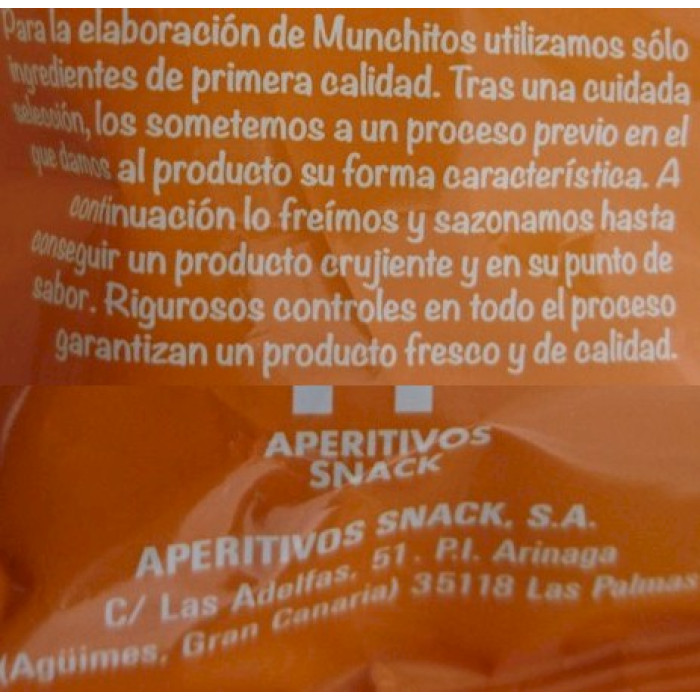 Para la elaboración de Munchitos utilizamos sólo
ingredientes de primera calidad. Tras una cuidada
selección, los sometemos a un proceso previo en el
que damos al producto su forma característica. A
continuación lo freímos y sazonamos hasta
conseguir un producto crujiente y en su punto de
sabor. Rigurosos controles en todo el proceso
garantizan un producto fresco y de calidad.
APERITIVOS
SNACK
APERITIVOS SNACK, S.A.
C/ Las Adelfas, 51. P.I. Arinaga
(Agüimes, Gran Canaria) 35118 Las Palmas